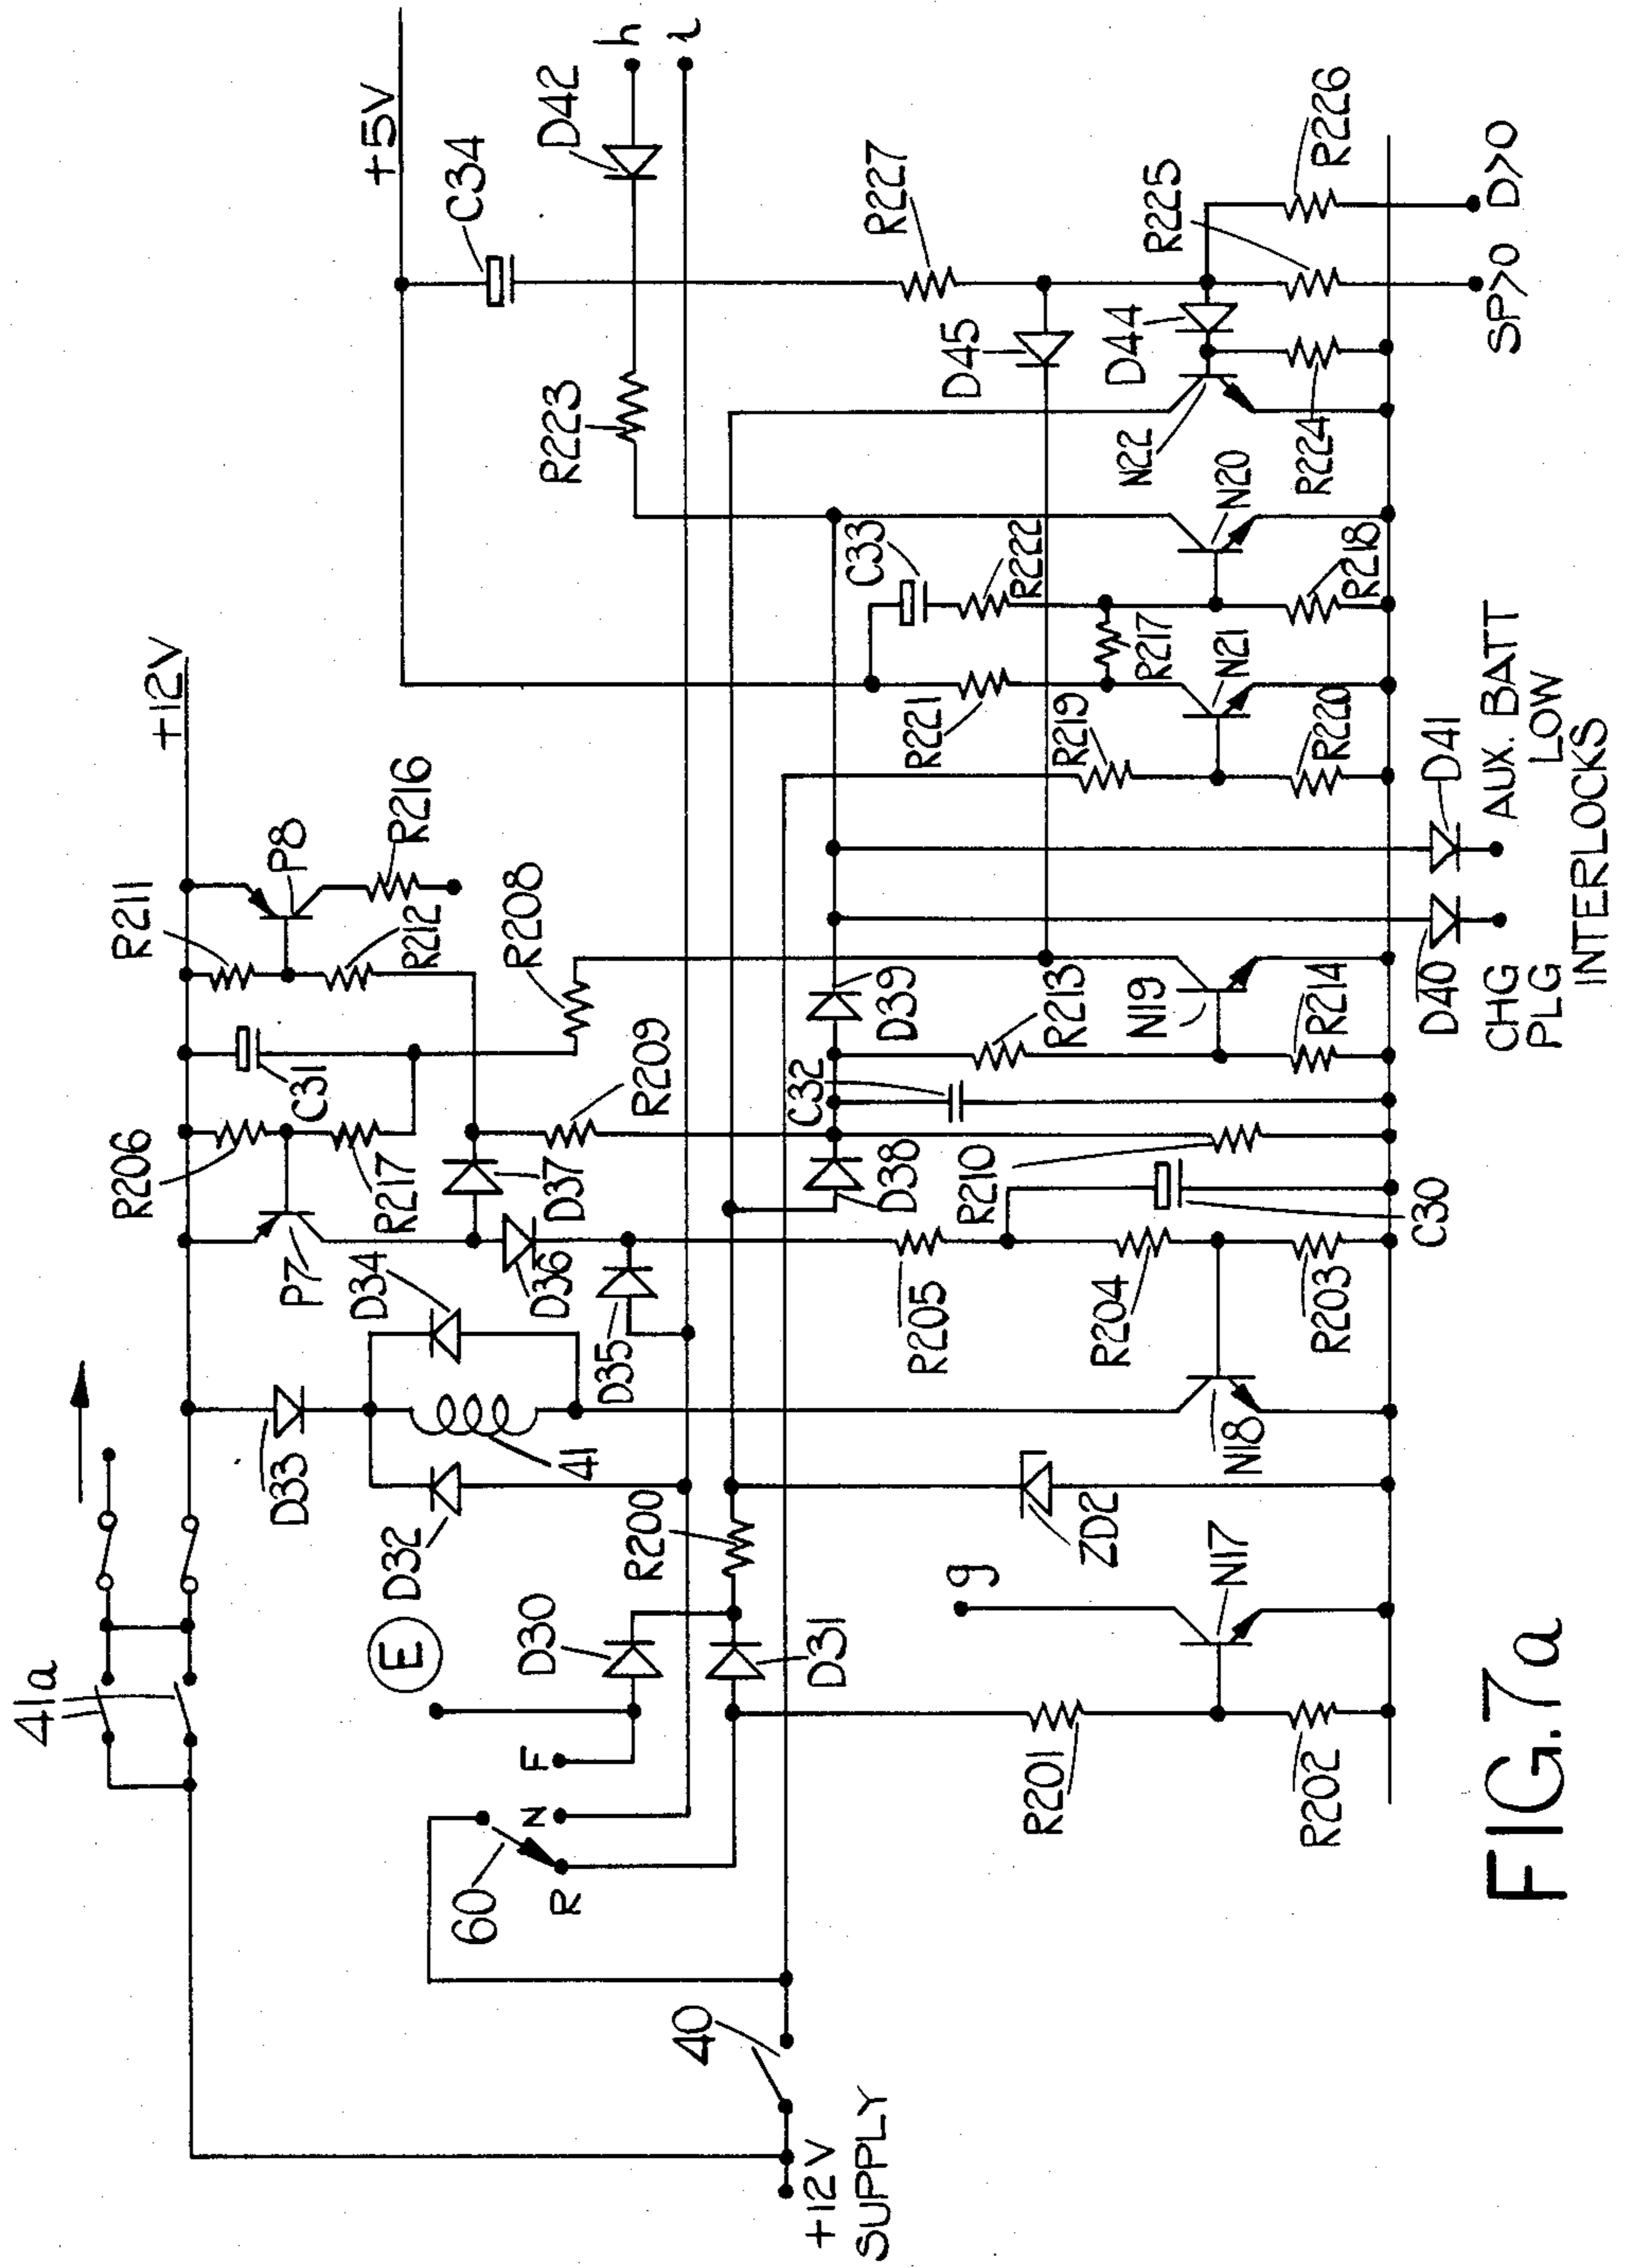 41a
+12V
+5V
R211
P8
R216
R206
C31
R217
R212
P7
R208
D33
D34
D37
R209
C34
D42
h
D32
41
D35
D36
R223
E
D30
R200
60
F
N
R
D31
40
+12V
SUPPLY
g
ZD2
R205
R210
D38
C32
D39
R213
C33
R222
R227
D45
R221
R217
R219
R201
N17
N18
R204
N19
N21
N20
N22
D44
R225
R202
R203
C30
R214
D40
D41
R220
R218
R224
R226
CHG
PLG
AUX. BATT
LOW
INTERLOCKS
SP>0
D>0
FIG.7a